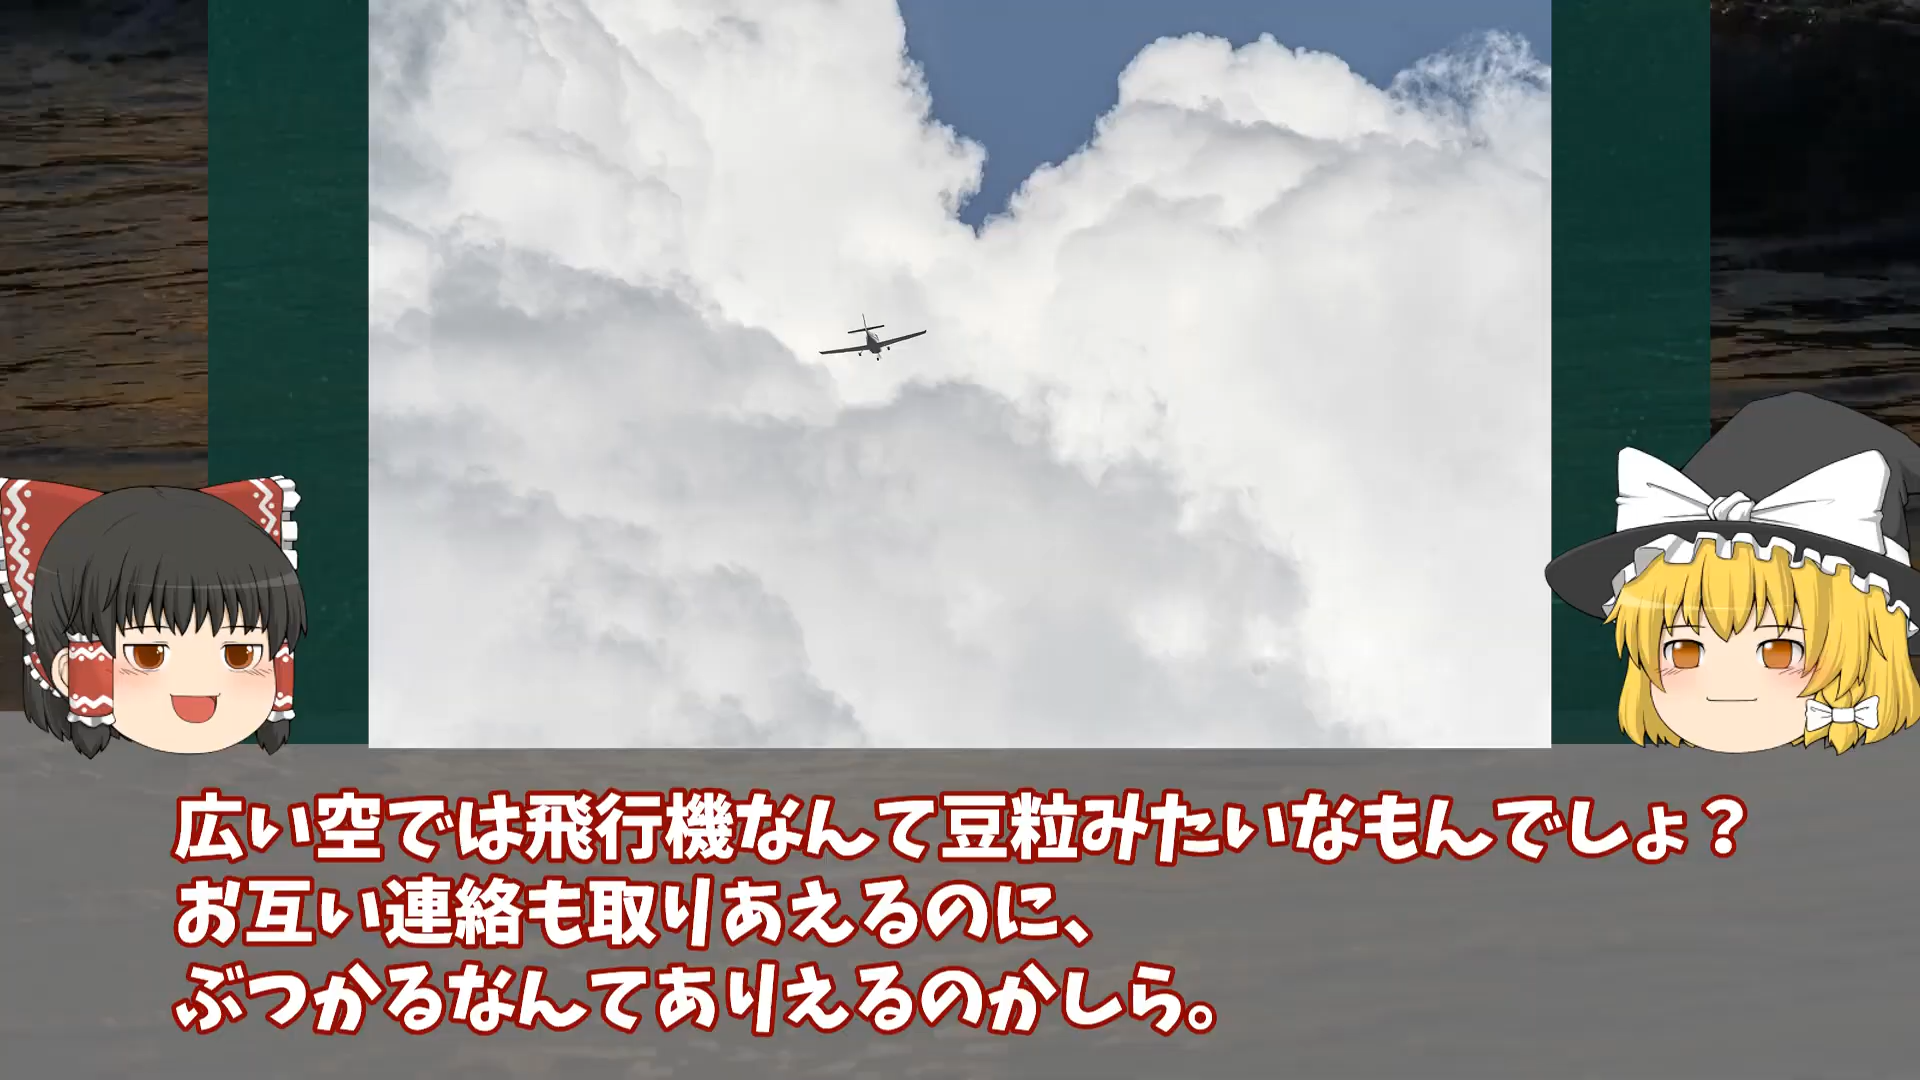 広い空では飛行機なんて豆粒みたいなもんでしょ？
お互い連絡も取りあえるのに、
ぶつかるなんてありえるのかしら。